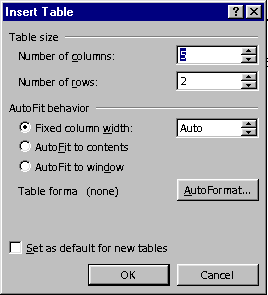 Insert Table
Table size
Number of columns: 5
Number of rows: 2
AutoFit behavior
Fixed column width: Auto
AutoFit to contents
AutoFit to window
Table forma (none) AutoFormat...
Set as default for new tables
OK Cancel